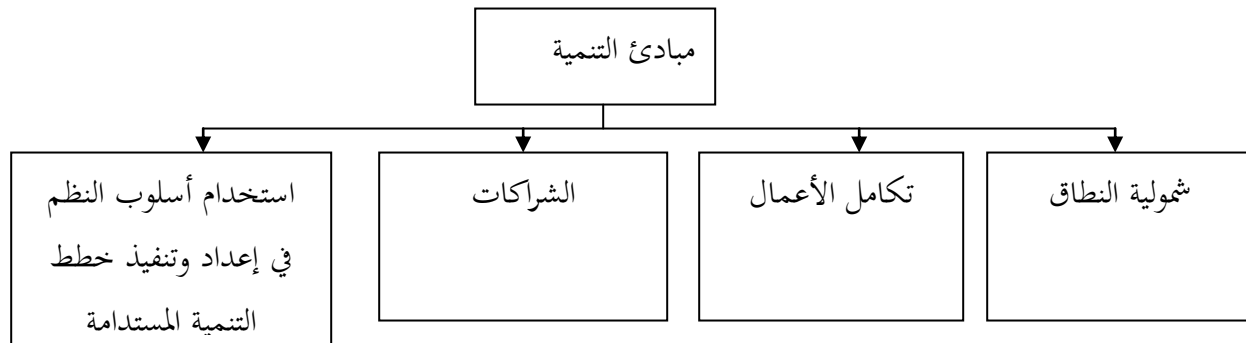 مبادئ التنمية
شمولية النطاق
تكامل الأعمال
الشراكات
استخدام أسلوب النظم
في إعداد وتنفيذ خطط
التنمية المستدامة